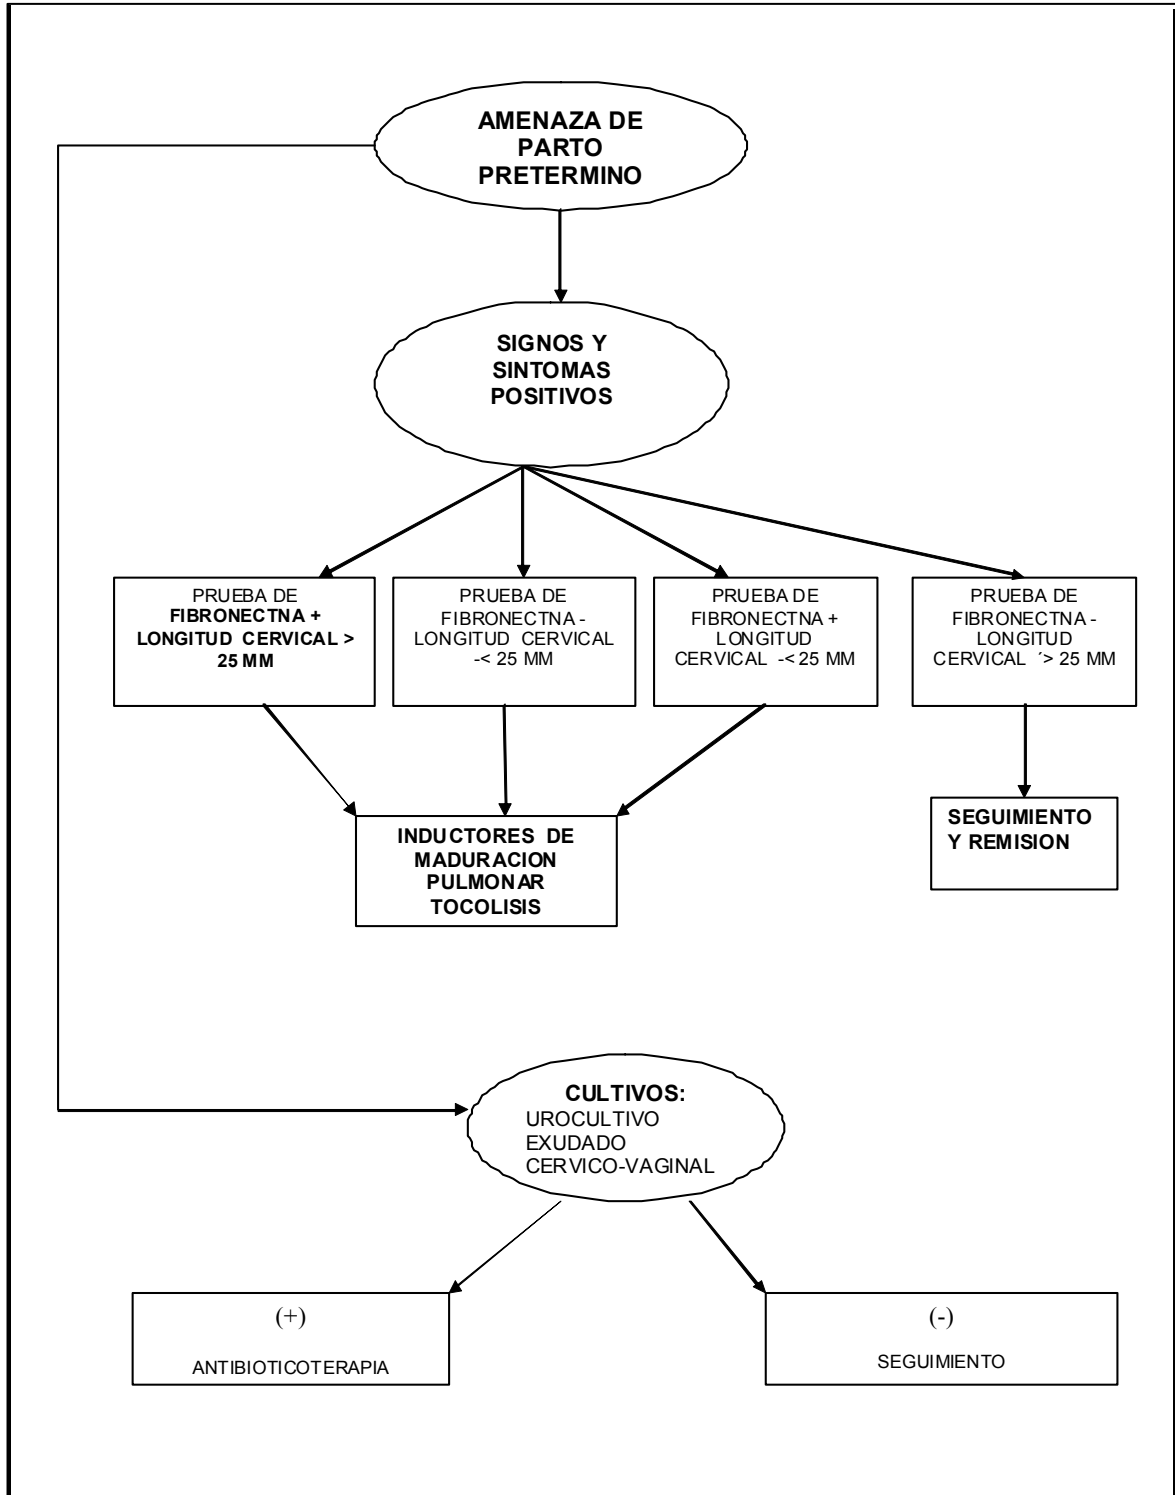 AMENAZA DE
PARTO
PRETERMINO
SIGNOS Y
SINTOMAS
POSITIVOS
PRUEBA DE
FIBRONECTNA +
LONGITUD CERVICAL >
25 MM
PRUEBA DE
FIBRONECTNA -
LONGITUD CERVICAL
-< 25 MM
PRUEBA DE
FIBRONECTNA +
LONGITUD
CERVICAL -< 25 MM
PRUEBA DE
FIBRONECTNA -
LONGITUD
CERVICAL ´> 25 MM
INDUCTORES DE
MADURACION
PULMONAR
TOCOLISIS
SEGUIMIENTO
Y REMISION
CULTIVOS:
UROCULTIVO
EXUDADO
CERVICO-VAGINAL
(+)
ANTIBIOTICOTERAPIA
(-)
SEGUIMIENTO